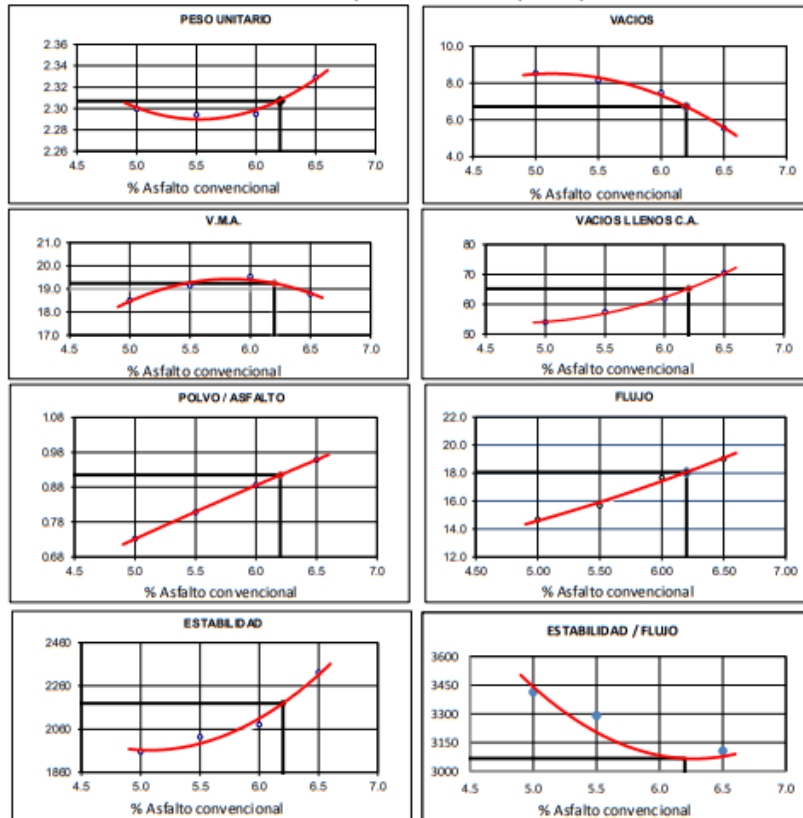 PESO UNITARIO
2.36
2.34
2.32
2.30
2.28
2.26
4.5 5.0 5.5 6.0 6.5 7.0
% Asfalto convencional
VACIOS
10.0
8.0
6.0
4.0
4.5 5.0 5.5 6.0 6.5 7.0
% Asfalto convencional
V.M.A.
21.0
20.0
19.0
18.0
17.0
4.5 5.0 5.5 6.0 6.5 7.0
% Asfalto convencional
VACIOS LLENOS C.A.
80
70
60
50
4.5 5.0 5.5 6.0 6.5 7.0
% Asfalto convencional
POLVO / ASFALTO
1.08
0.98
0.88
0.78
0.68
4.5 5.0 5.5 6.0 6.5 7.0
% Asfalto convencional
FLUJO
22.0
20.0
18.0
16.0
14.0
12.0
4.50 5.00 5.50 6.00 6.50 7.00
% Asfalto convencional
ESTABILIDAD
2460
2260
2060
1860
4.5 5.0 5.5 6.0 6.5 7.0
% Asfalto convencional
ESTABILIDAD / FLUJO
3600
3450
3300
3150
3000
4.5 5.0 5.5 6.0 6.5 7.0
% Asfalto convencional